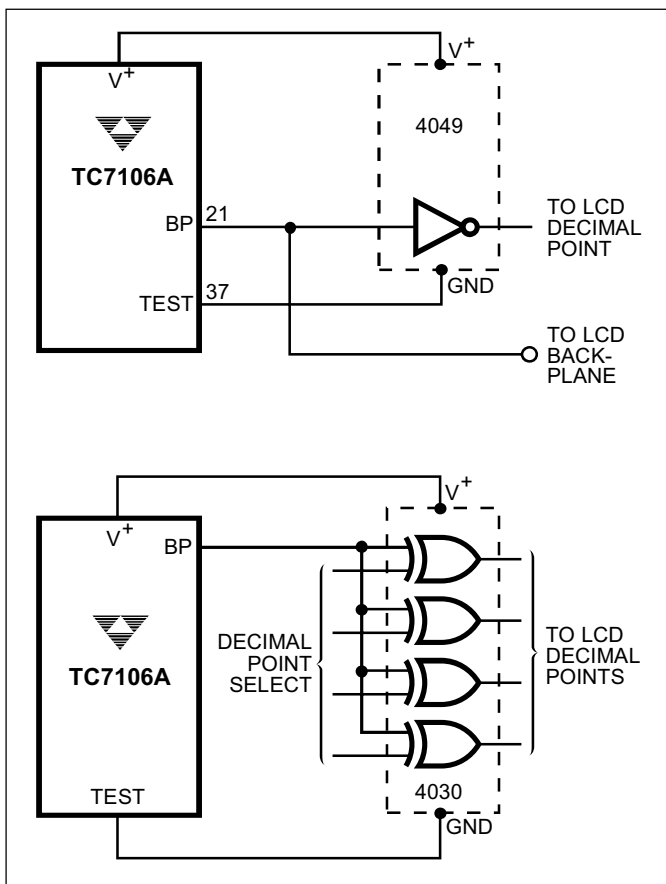 V+
V+
4049
TC7106A
BP
21
TO LCD
DECIMAL
POINT
TEST
37
GND
TO LCD
BACK-
PLANE
V+
V+
BP
TC7106A
DECIMAL
POINT
SELECT
TO LCD
DECIMAL
POINTS
TEST
4030
GND